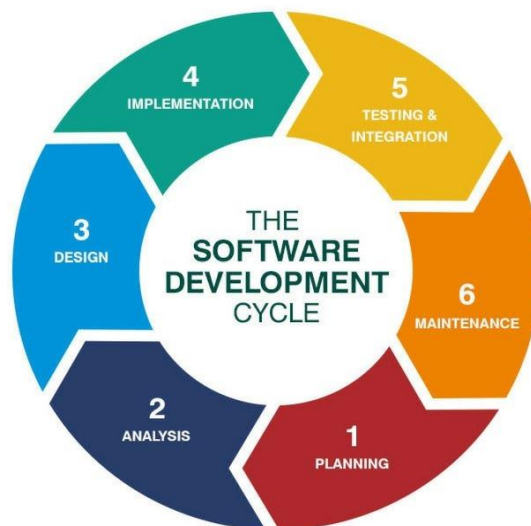 THE
SOFTWARE
DEVELOPMENT
CYCLE
1
PLANNING
2
ANALYSIS
3
DESIGN
4
IMPLEMENTATION
5
TESTING &
INTEGRATION
6
MAINTENANCE